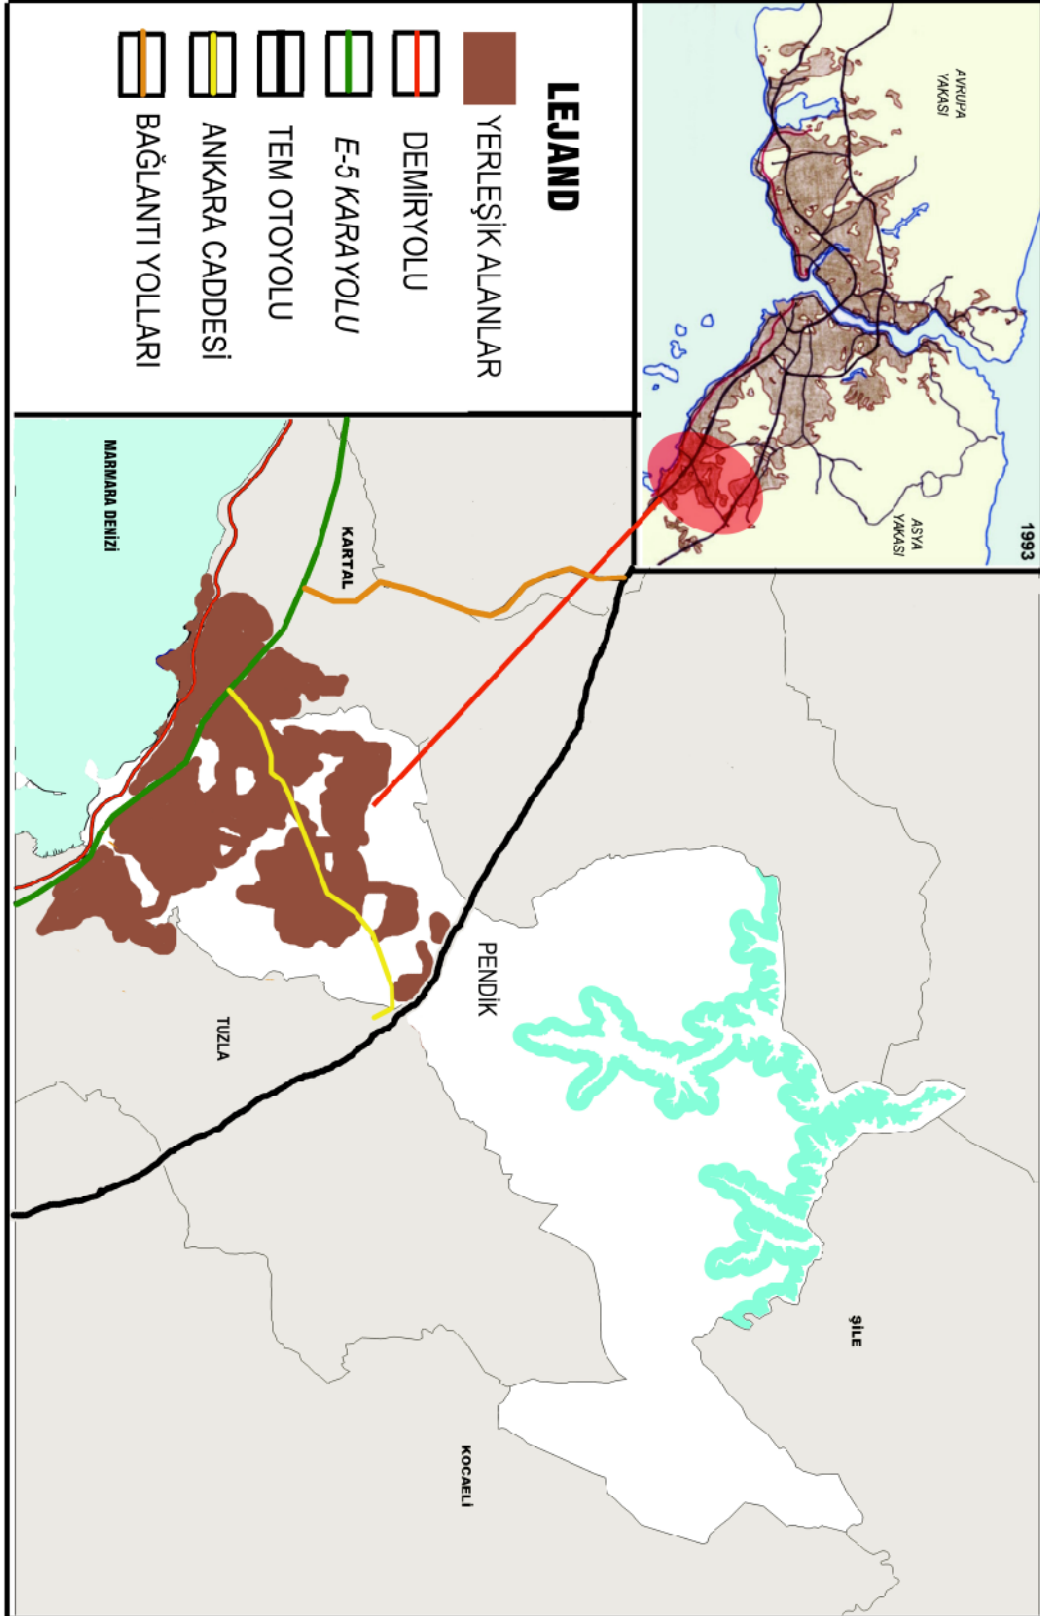 1993
AVRUPA
YAKASI
ASYA
YAKASI
LEJAND
YERLEŞİK ALANLAR
DEMİRYOLU
E-5 KARAYOLU
TEM OTOYOLU
ANKARA CADDESİ
BAĞLANTI YOLLARI
MARMARA DENİZİ
KARTAL
PENDİK
TUZLA
ŞİLE
KOCAELİ